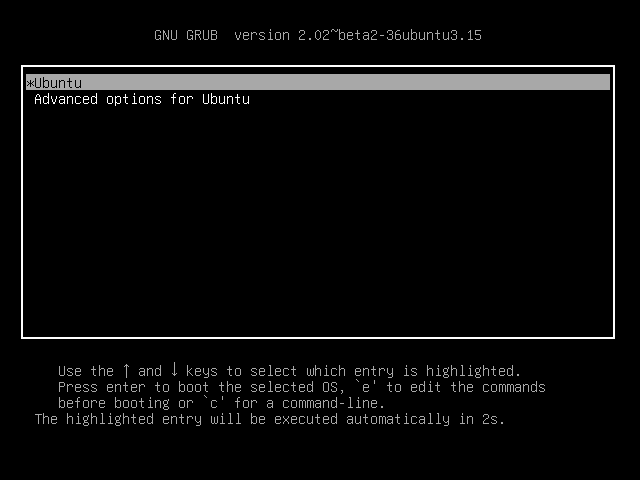 GNU GRUB  version 2.02~beta2-36ubuntu3.15
*Ubuntu
Advanced options for Ubuntu
Use the ↑ and ↓ keys to select which entry is highlighted.
Press enter to boot the selected OS, `e' to edit the commands
before booting or `c' for a command-line.
The highlighted entry will be executed automatically in 2s.